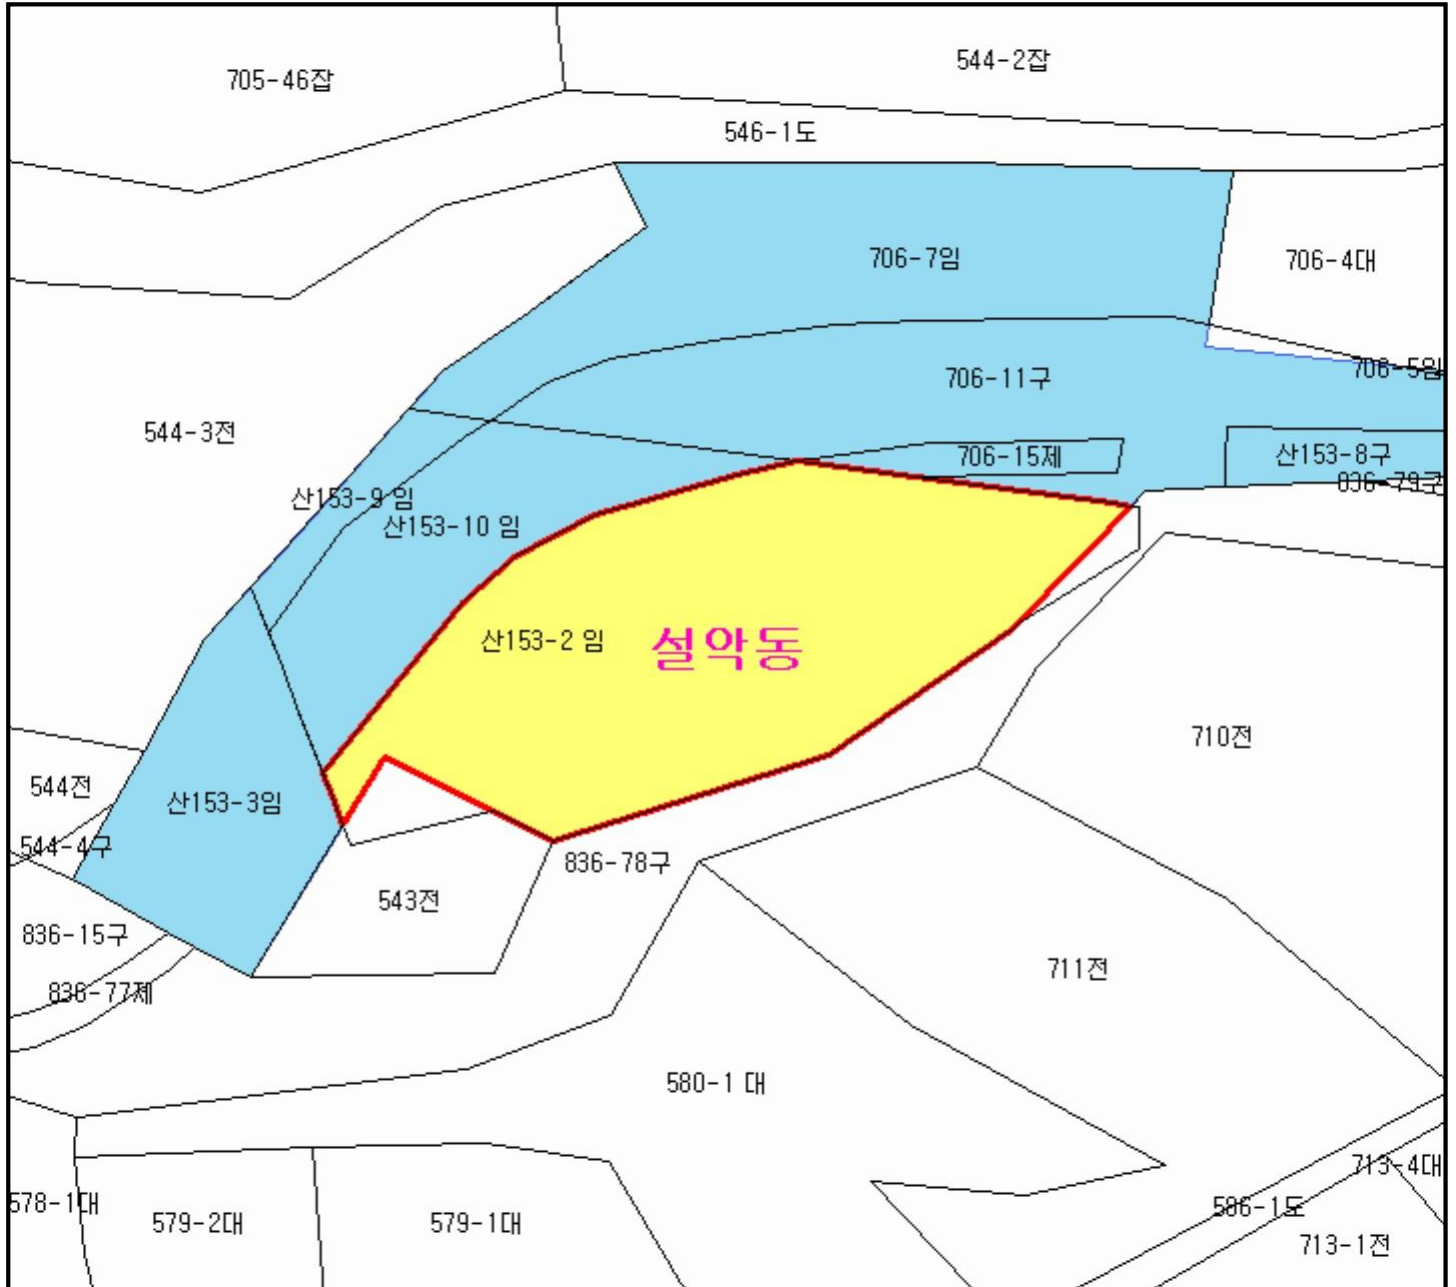 544-2잡
705-46잡
546-1도
706-7임
706-4대
706-5임
706-11구
544-3전
706-15제
산153-8구
836-79구
산153-9 임
산153-10 임
산153-2 임
설악동
710전
544전
산153-3임
544-4구
836-78구
543전
836-15구
711전
836-77제
580-1 대
713-4대
578-1대
586-1도
579-2대
579-1대
713-1전